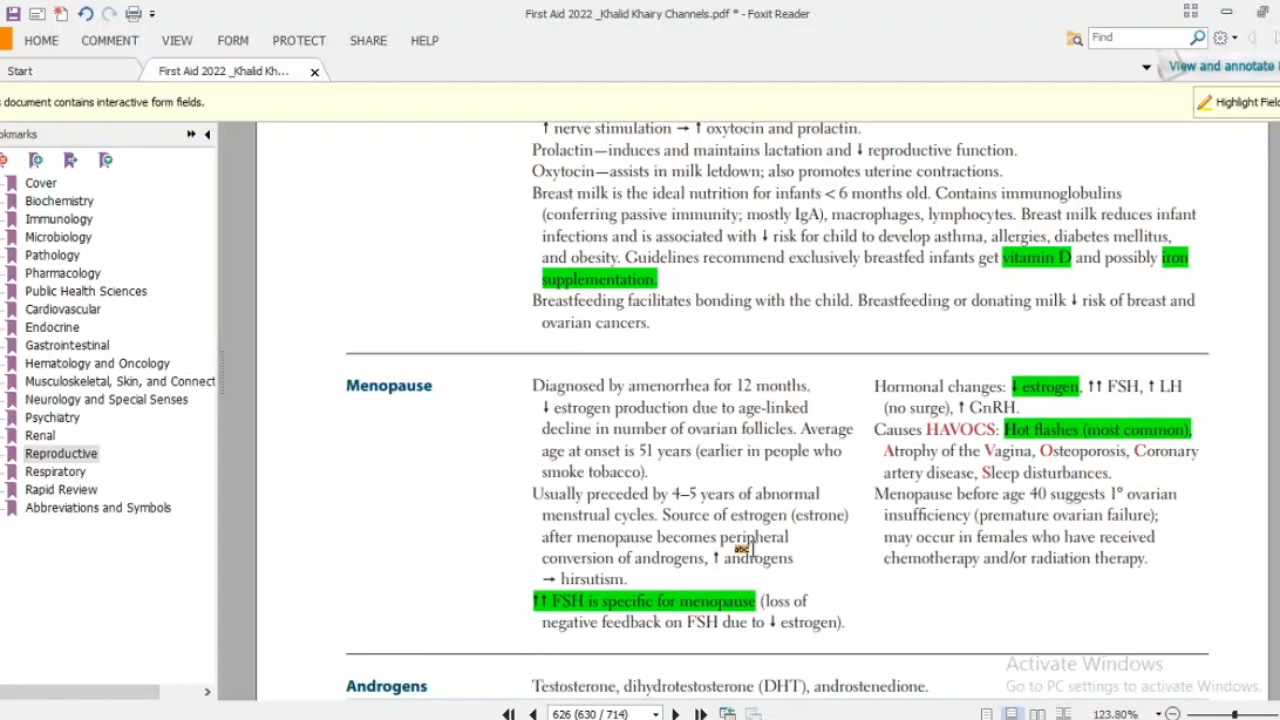 First Aid 2022 _Khalid Khairy Channels.pdf * - Foxit Reader
HOME COMMENT VIEW FORM PROTECT SHARE HELP
Find
Start
First Aid 2022 _Khalid Kh... x
View and annotate
document contains interactive form fields.
Highlight Field
okmarks
Cover
Biochemistry
Immunology
Microbiology
Pathology
Pharmacology
Public Health Sciences
Cardiovascular
Endocrine
Gastrointestinal
Hematology and Oncology
Musculoskeletal, Skin, and Connect
Neurology and Special Senses
Psychiatry
Renal
Reproductive
Respiratory
Rapid Review
Abbreviations and Symbols
↑ nerve stimulation → ↑ oxytocin and prolactin.
Prolactin—induces and maintains lactation and ↓ reproductive function.
Oxytocin—assists in milk letdown; also promotes uterine contractions.
Breast milk is the ideal nutrition for infants < 6 months old. Contains immunoglobulins
(conferring passive immunity; mostly IgA), macrophages, lymphocytes. Breast milk reduces infant
infections and is associated with ↓ risk for child to develop asthma, allergies, diabetes mellitus,
and obesity. Guidelines recommend exclusively breastfed infants get vitamin D and possibly iron
supplementation.
Breastfeeding facilitates bonding with the child. Breastfeeding or donating milk ↓ risk of breast and
ovarian cancers.
Menopause
Diagnosed by amenorrhea for 12 months.
↓ estrogen production due to age-linked
decline in number of ovarian follicles. Average
age at onset is 51 years (earlier in people who
smoke tobacco).
Usually preceded by 4–5 years of abnormal
menstrual cycles. Source of estrogen (estrone)
after menopause becomes peripheral
conversion of androgens, ↑ androgens
→ hirsutism.
↑↑ FSH is specific for menopause (loss of
negative feedback on FSH due to ↓ estrogen).
Hormonal changes: ↓ estrogen, ↑↑ FSH, ↑ LH
(no surge), ↑ GnRH.
Causes HAVOCS: Hot flashes (most common),
Atrophy of the Vagina, Osteoporosis, Coronary
artery disease, Sleep disturbances.
Menopause before age 40 suggests 1° ovarian
insufficiency (premature ovarian failure);
may occur in females who have received
chemotherapy and/or radiation therapy.
Androgens
Testosterone, dihydrotestosterone (DHT), androstenedione.
Activate Windows
Go to PC settings to activate Windows.
626 (630 / 714)
123.80%